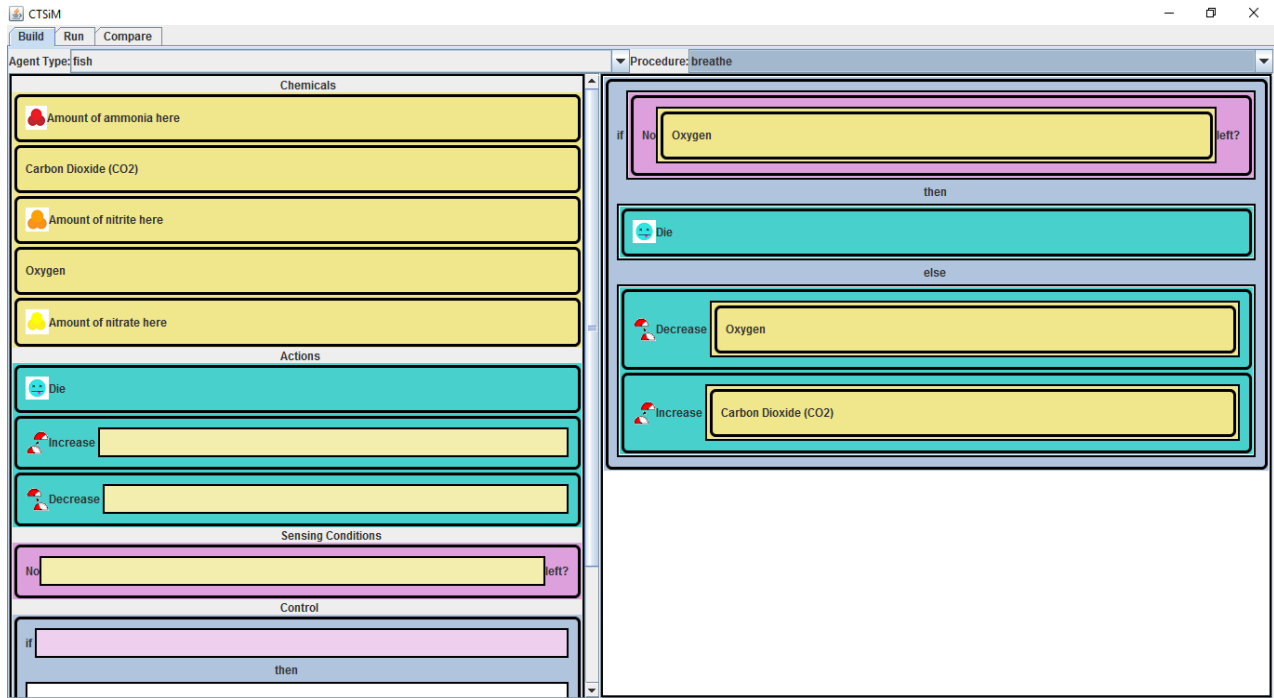 CTSiM
Build Run Compare
Agent Type: fish
Procedure: breathe
Chemicals
Amount of ammonia here
Carbon Dioxide (CO2)
Amount of nitrite here
Oxygen
Amount of nitrate here
Actions
Die
Increase
Decrease
Sensing Conditions
No left?
Control
if
then
if No Oxygen left?
then
Die
else
Decrease Oxygen
Increase Carbon Dioxide (CO2)